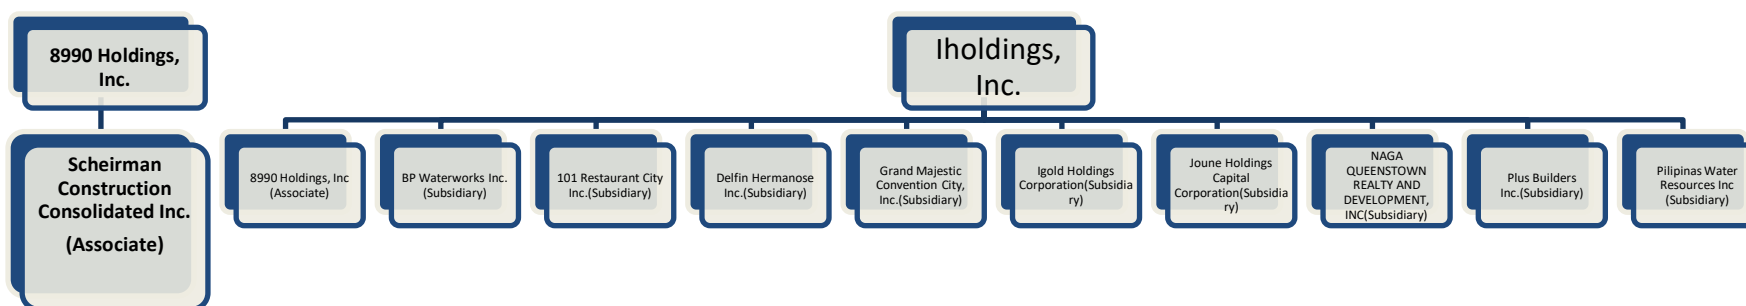 8990 Holdings,
Inc.
Iholdings,
Inc.
Scheirman
Construction
Consolidated Inc.
(Associate)
8990 Holdings, Inc
(Associate)
BP Waterworks Inc.
(Subsidiary)
101 Restaurant City
Inc.(Subsidiary)
Delfin Hermanose
Inc.(Subsidiary)
Grand Majestic
Convention City,
Inc.(Subsidiary)
Igold Holdings
Corporation(Subsidia
ry)
Joune Holdings
Capital
Corporation(Subsidia
ry)
NAGA
QUEENSTOWN
REALTY AND
DEVELOPMENT,
INC(Subsidiary)
Plus Builders
Inc.(Subsidiary)
Pilipinas Water
Resources Inc
(Subsidiary)